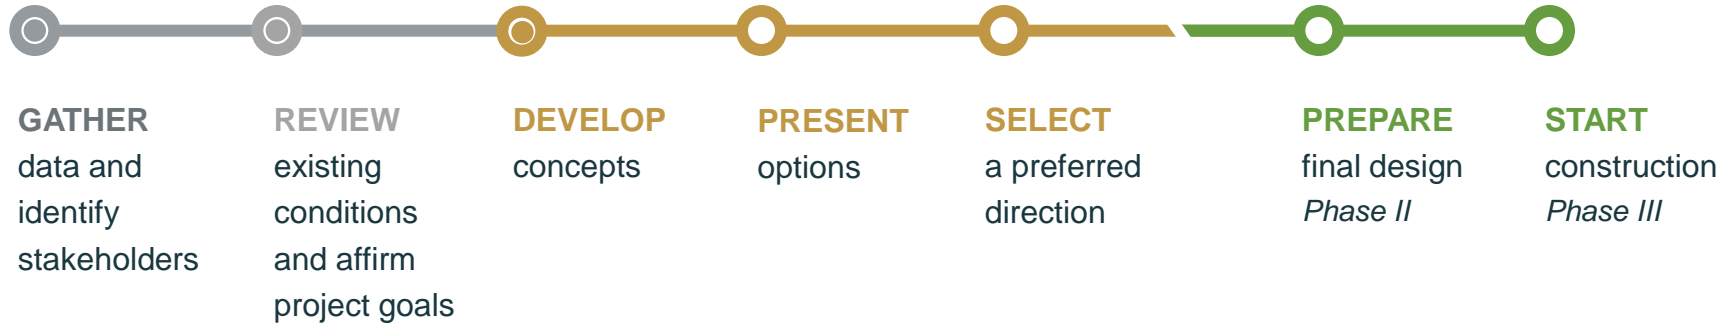 GATHER
data and
identify
stakeholders
REVIEW
existing
conditions
and affirm
project goals
DEVELOP
concepts
PRESENT
options
SELECT
a preferred
direction
PREPARE
final design
Phase II
START
construction
Phase III